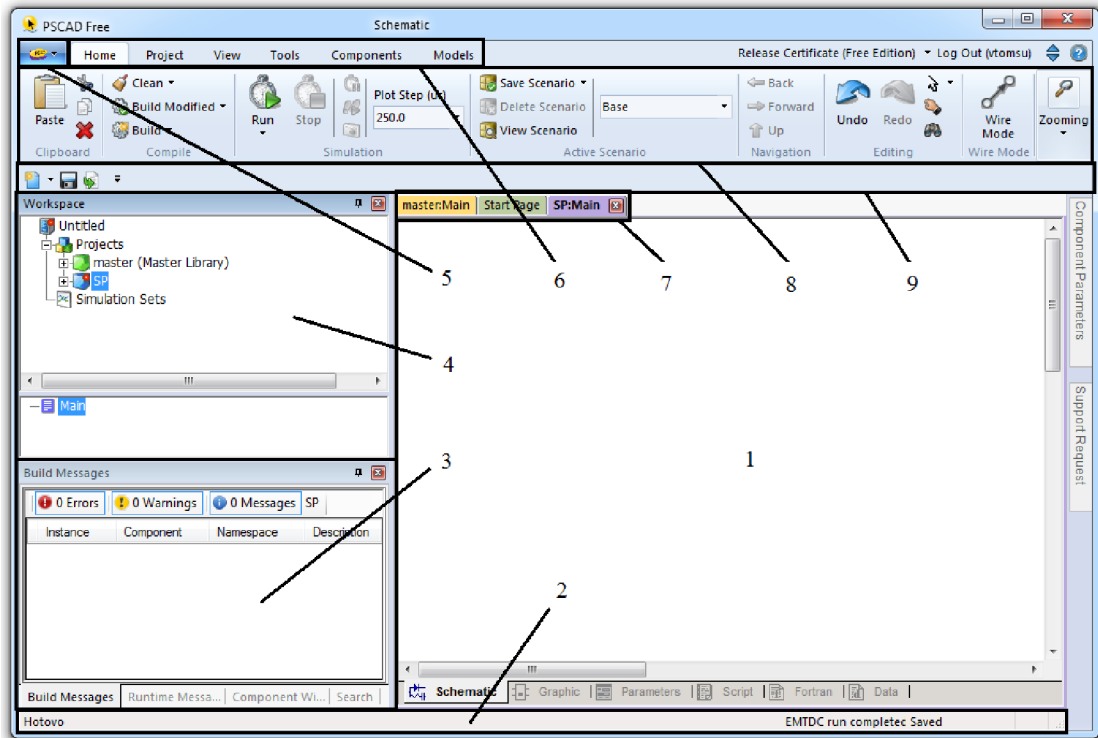 PSCAD Free Schematic
Home Project View Tools Components Models Release Certificate (Free Edition) Log Out (vtomsu)
Clean Save Scenario Back
Plot Step (us)
Build Modified Delete Scenario Base Forward
Paste Run Stop 250.0 Undo Redo Wire Mode Zooming
Build View Scenario Up
Clipboard Compile Simulation Active Scenario Navigation Editing Wire Mode
Workspace master:Main Start Page SP:Main
Untitled
Projects
master (Master Library)
SP
Simulation Sets
5 6 7 8 9
4
Main
Component Parameters
Support Request
Build Messages
3 1
0 Errors 0 Warnings 0 Messages SP
Instance Component Namespace Description
2
Build Messages Runtime Messa... Component Wi... Search
Schematic Graphic Parameters Script Fortran Data
Hotovo EMTDC run completec Saved